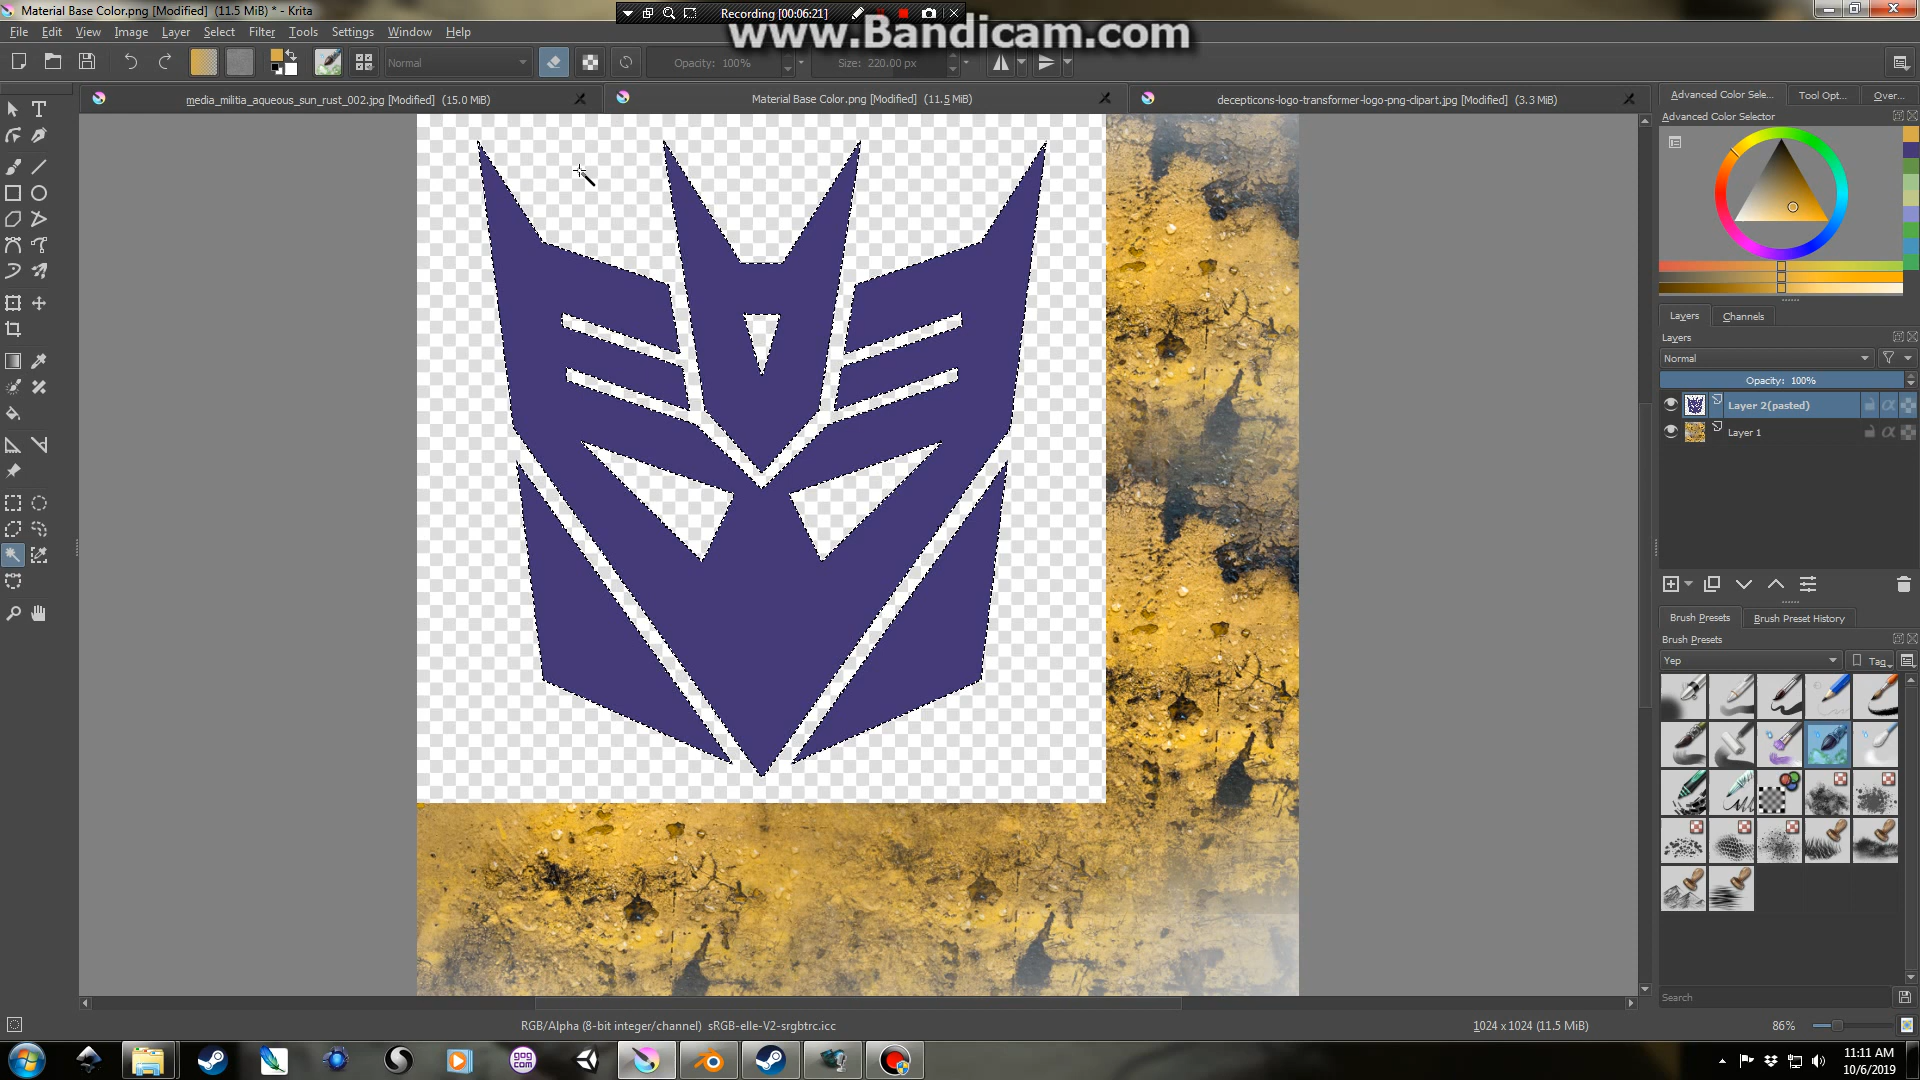 Material Base Color.png [Modified]  (11.5 MiB) * - Krita
Recording [00:06:21]
www.Bandicam.com
File Edit View Image Layer Select Filter Tools Settings Window Help
Normal
Opacity: 100%
Size: 220.00 px
media_militia_aqueous_sun_rust_002.jpg [Modified]  (15.0 MiB)
Material Base Color.png [Modified]  (11.5 MiB)
decepticons-logo-transformer-logo-png-clipart.jpg [Modified]  (3.3 MiB)
Advanced Color Sele...
Tool Opt...
Over...
Advanced Color Selector
Layers
Channels
Layers
Normal
Opacity: 100%
Layer 2(pasted)
Layer 1
Brush Presets
Brush Preset History
Brush Presets
Yep
Tag
Search
RGB/Alpha (8-bit integer/channel)  sRGB-elle-V2-srgbtrc.icc
1024 x 1024 (11.5 MiB)
86%
gog
com
11:11 AM
10/6/2019